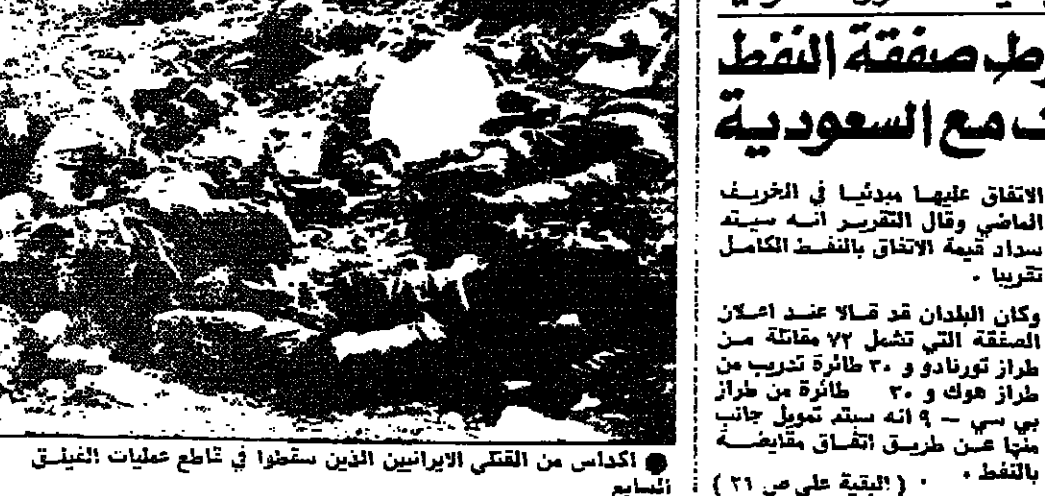 صفقة النفط
مع السعودية
الاتفاق عليها مبدئيا في الخريف
الماضي وقال التقرير انه سيتم
سداد قيمة الاتفاق بالنفط الكامل
تقريبا .
وكان البلدان قد قالا عند اعلان
الصفقة التي تشمل ٧٢ مقاتلة من
طراز تورنادو و ٣٠ طائرة تدريب من
طراز هوك و ٣٠ طائرة من طراز
بي سي – ٩ انه سيتم تمويل جانب
منها عن طريق اتفاق مقايضة
بالنفط .
( البقية على ص ٢٦ )
● اكداس من القتلى الايرانيين الذين سقطوا في قاطع عمليات الفيلق
السابع